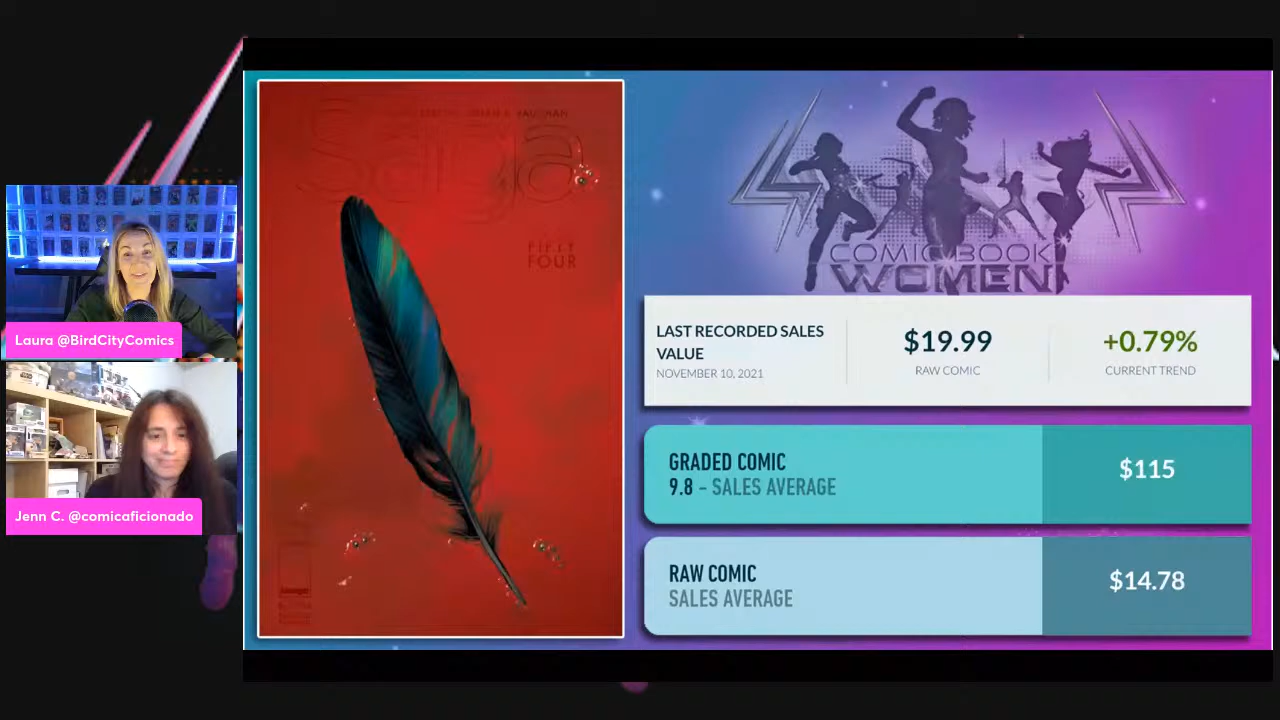 Laura @BirdCityComics
Jenn C. @comicaficionado
VAUGHAN
Saga
FIFTY
FOUR
image
COMIC BOOK
WOMEN
LAST RECORDED SALES
VALUE
NOVEMBER 10, 2021
$19.99
RAW COMIC
+0.79%
CURRENT TREND
GRADED COMIC
9.8 – SALES AVERAGE
$115
RAW COMIC
SALES AVERAGE
$14.78